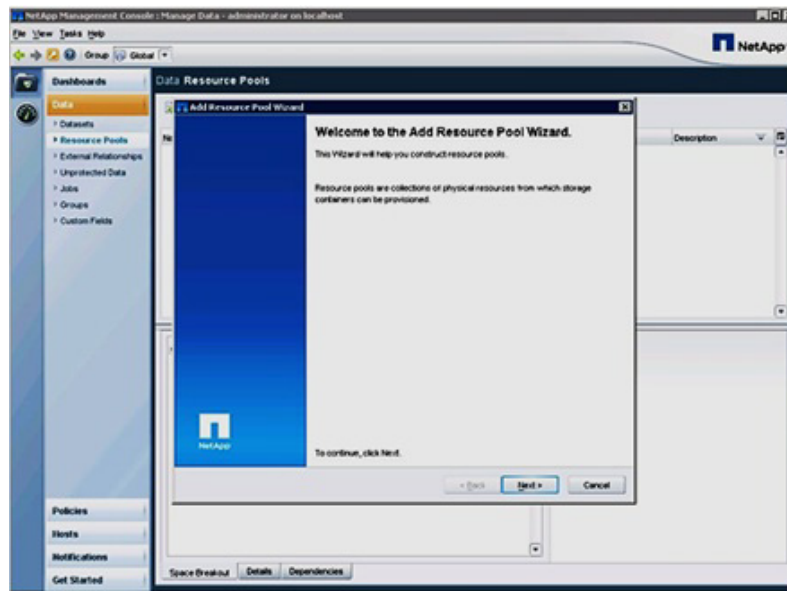 NetApp Management Console : Manage Data - administrator on localhost
File View Tasks Help
Group Global
NetApp
Dashboards
Data Resource Pools
Data
Add Resource Pool Wizard
Datasets
Resource Pools
External Relationships
Unprotected Data
Jobs
Groups
Custom Fields
Description
Welcome to the Add Resource Pool Wizard.
This Wizard will help you construct resource pools.
Resource pools are collections of physical resources from which storage
containers can be provisioned.
NetApp
To continue, click Next.
< Back Next > Cancel
Policies
Hosts
Notifications
Get Started
Space Breakout Details Dependencies